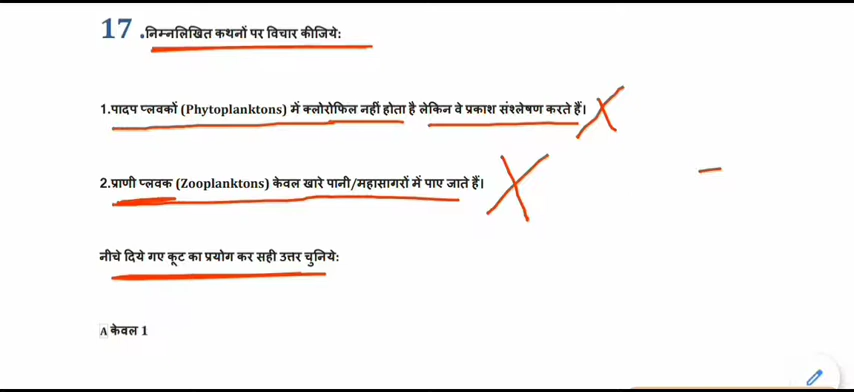 17 .निम्नलिखित कथनों पर विचार कीजिये:
1.पादप प्लवकों (Phytoplanktons) में क्लोरोफिल नहीं होता है लेकिन वे प्रकाश संश्लेषण करते हैं।
2.प्राणी प्लवक (Zooplanktons) केवल खारे पानी/महासागरों में पाए जाते हैं।
नीचे दिये गए कूट का प्रयोग कर सही उत्तर चुनिये:
A केवल 1